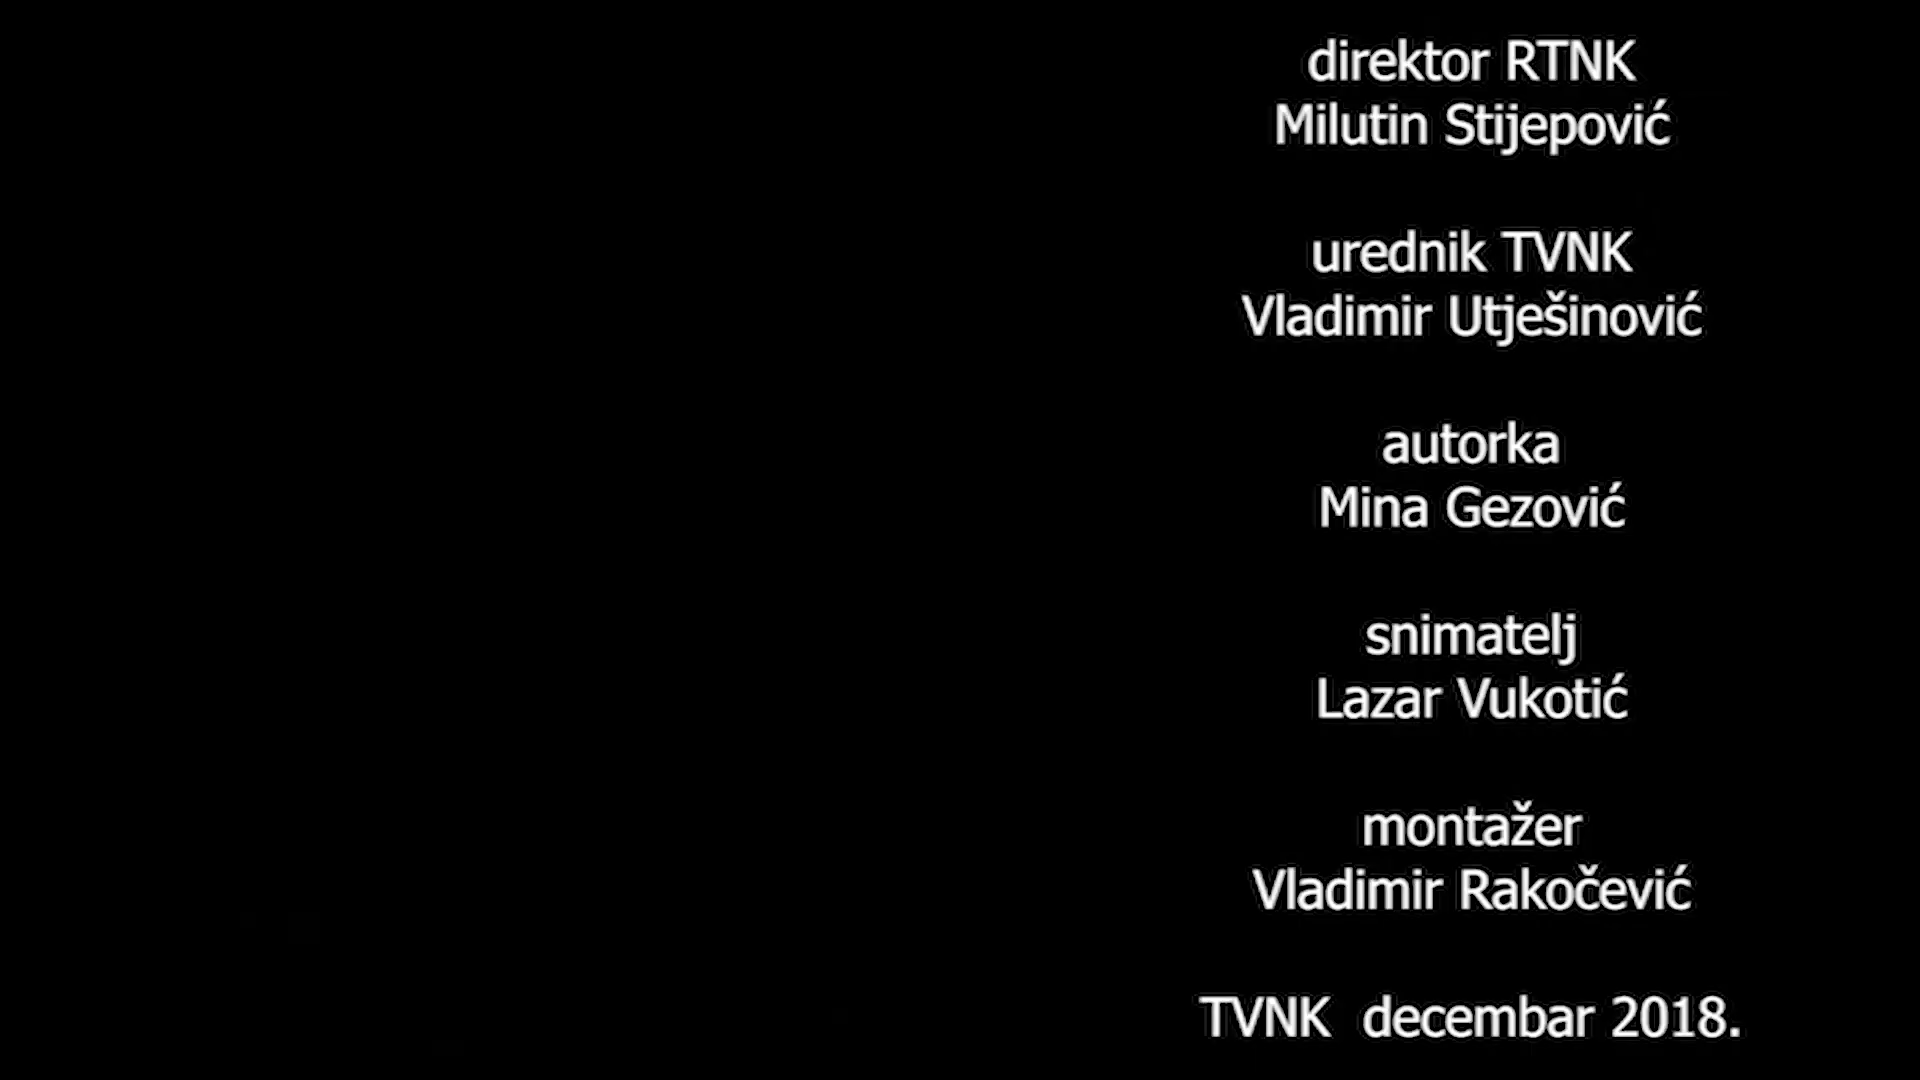 direktor RTNK
Milutin Stijepović
urednik TVNK
Vladimir Utješinović
autorka
Mina Gezović
snimatelj
Lazar Vukotić
montažer
Vladimir Rakočević
TVNK decembar 2018.